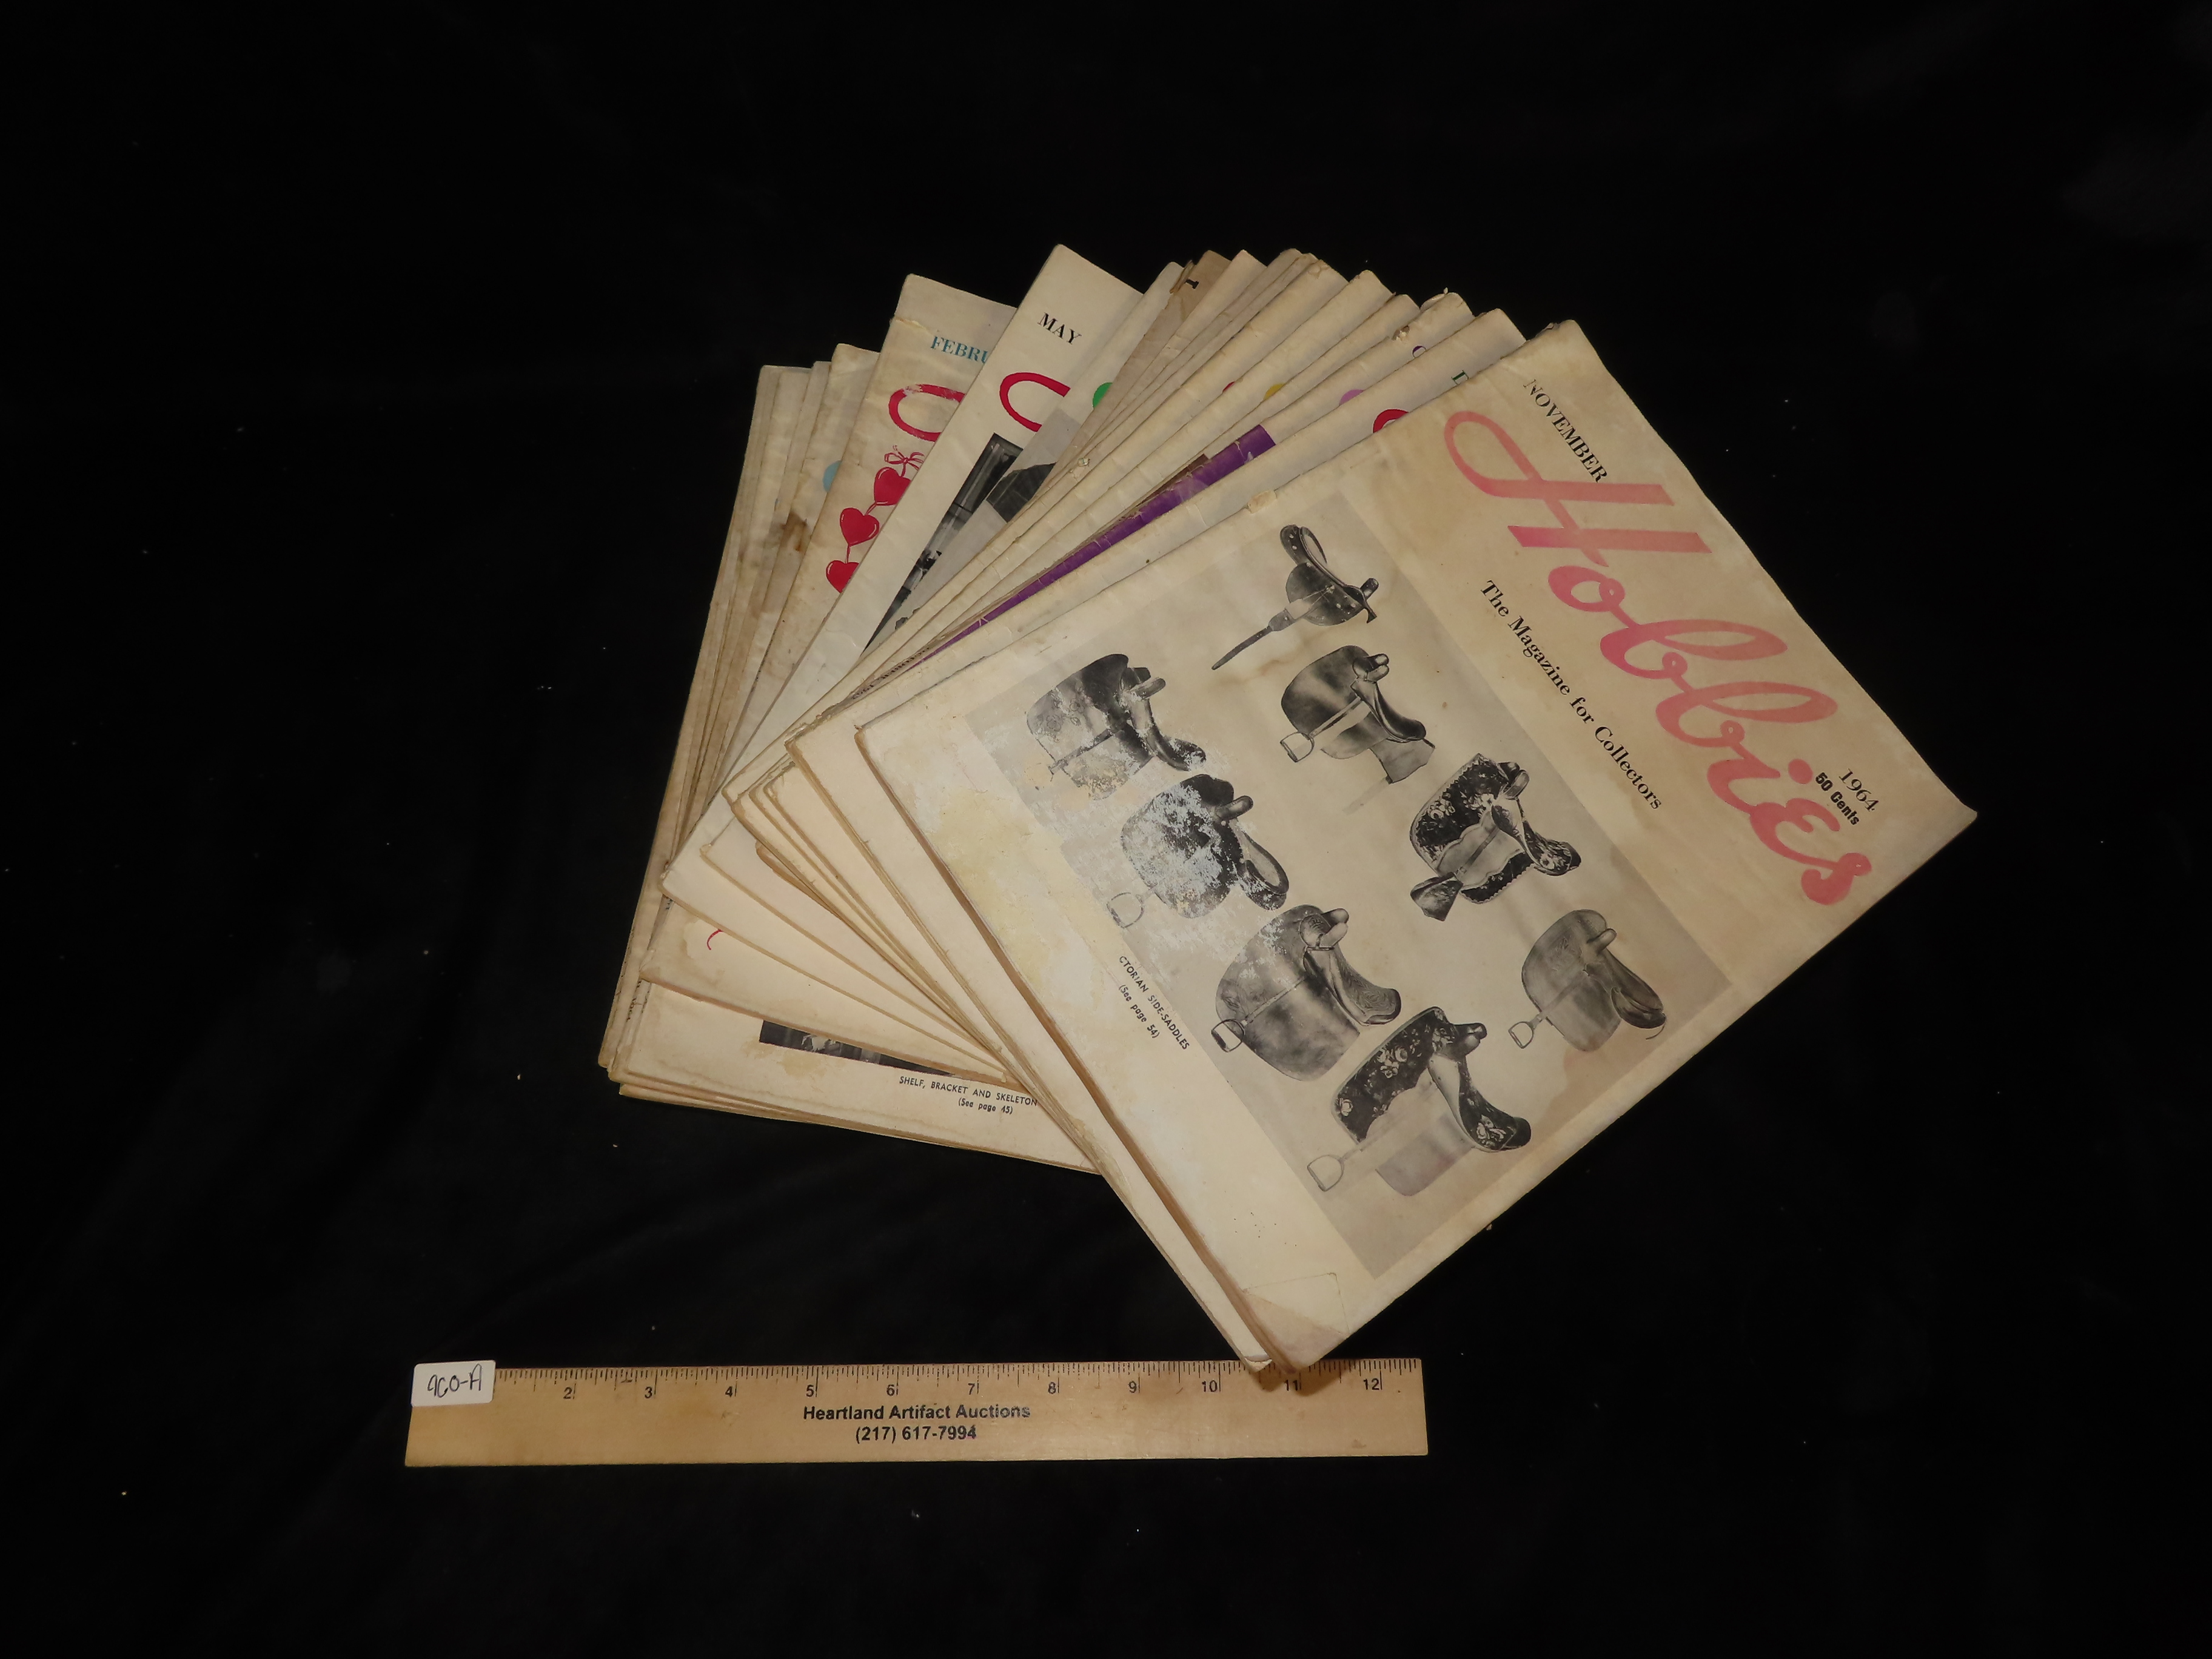 NOVEMBER
Hobbies
1964
50 Cents
The Magazine for Collectors
CTORIAN SIDE-SADDLES
(See page 54)
MAY
FEBRU
SHELF, BRACKET AND SKELETON
(See page 45)
960-A
2 3 4 5 6 7 8 9 10 11 12
Heartland Artifact Auctions
(217) 617-7994